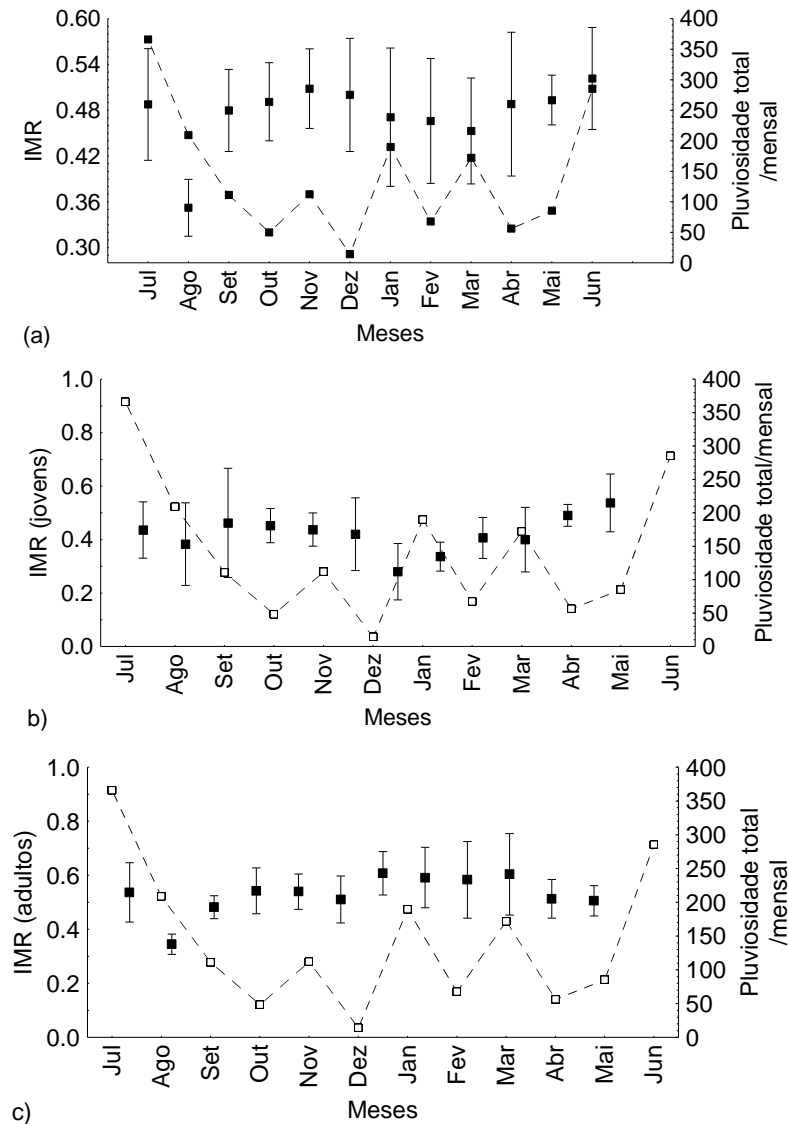 0.60
0.54
0.48
0.42
0.36
0.30
IMR
400
350
300
250
200
150
100
50
0
Pluviosidade total
/mensal
Jul
Ago
Set
Out
Nov
Dez
Jan
Fev
Mar
Abr
Mai
Jun
Meses
(a)
1.0
0.8
0.6
0.4
0.2
0.0
IMR (jovens)
400
350
300
250
200
150
100
50
0
Pluviosidade total/mensal
Jul
Ago
Set
Out
Nov
Dez
Jan
Fev
Mar
Abr
Mai
Jun
Meses
b)
1.0
0.8
0.6
0.4
0.2
0.0
IMR (adultos)
400
350
300
250
200
150
100
50
0
Pluviosidade total
/mensal
Jul
Ago
Set
Out
Nov
Dez
Jan
Fev
Mar
Abr
Mai
Jun
Meses
c)